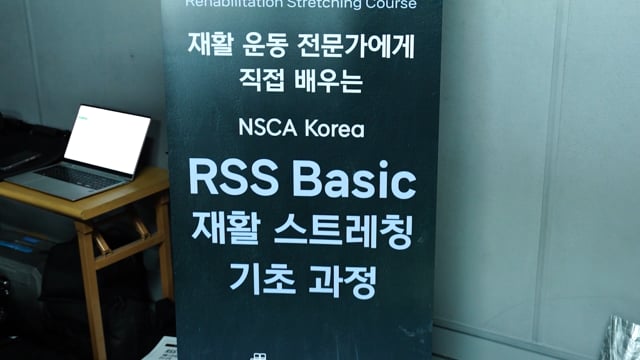 Rehabilitation Stretching Course
재활 운동 전문가에게
직접 배우는
NSCA Korea
RSS Basic
재활 스트레칭
기초 과정